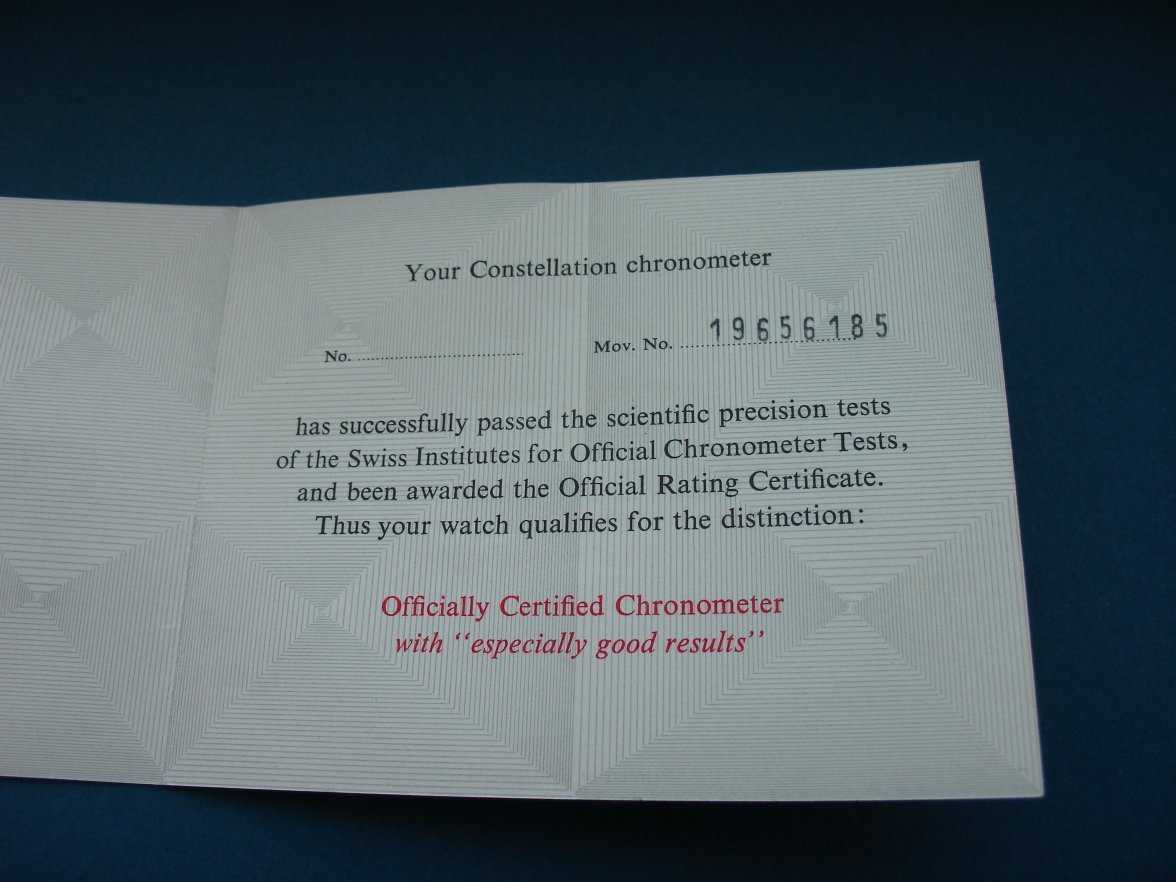 Your Constellation chronometer
No. ........................................ Mov. No. ........ 19656185
has successfully passed the scientific precision tests
of the Swiss Institutes for Official Chronometer Tests,
and been awarded the Official Rating Certificate.
Thus your watch qualifies for the distinction:
Officially Certified Chronometer
with “especially good results”